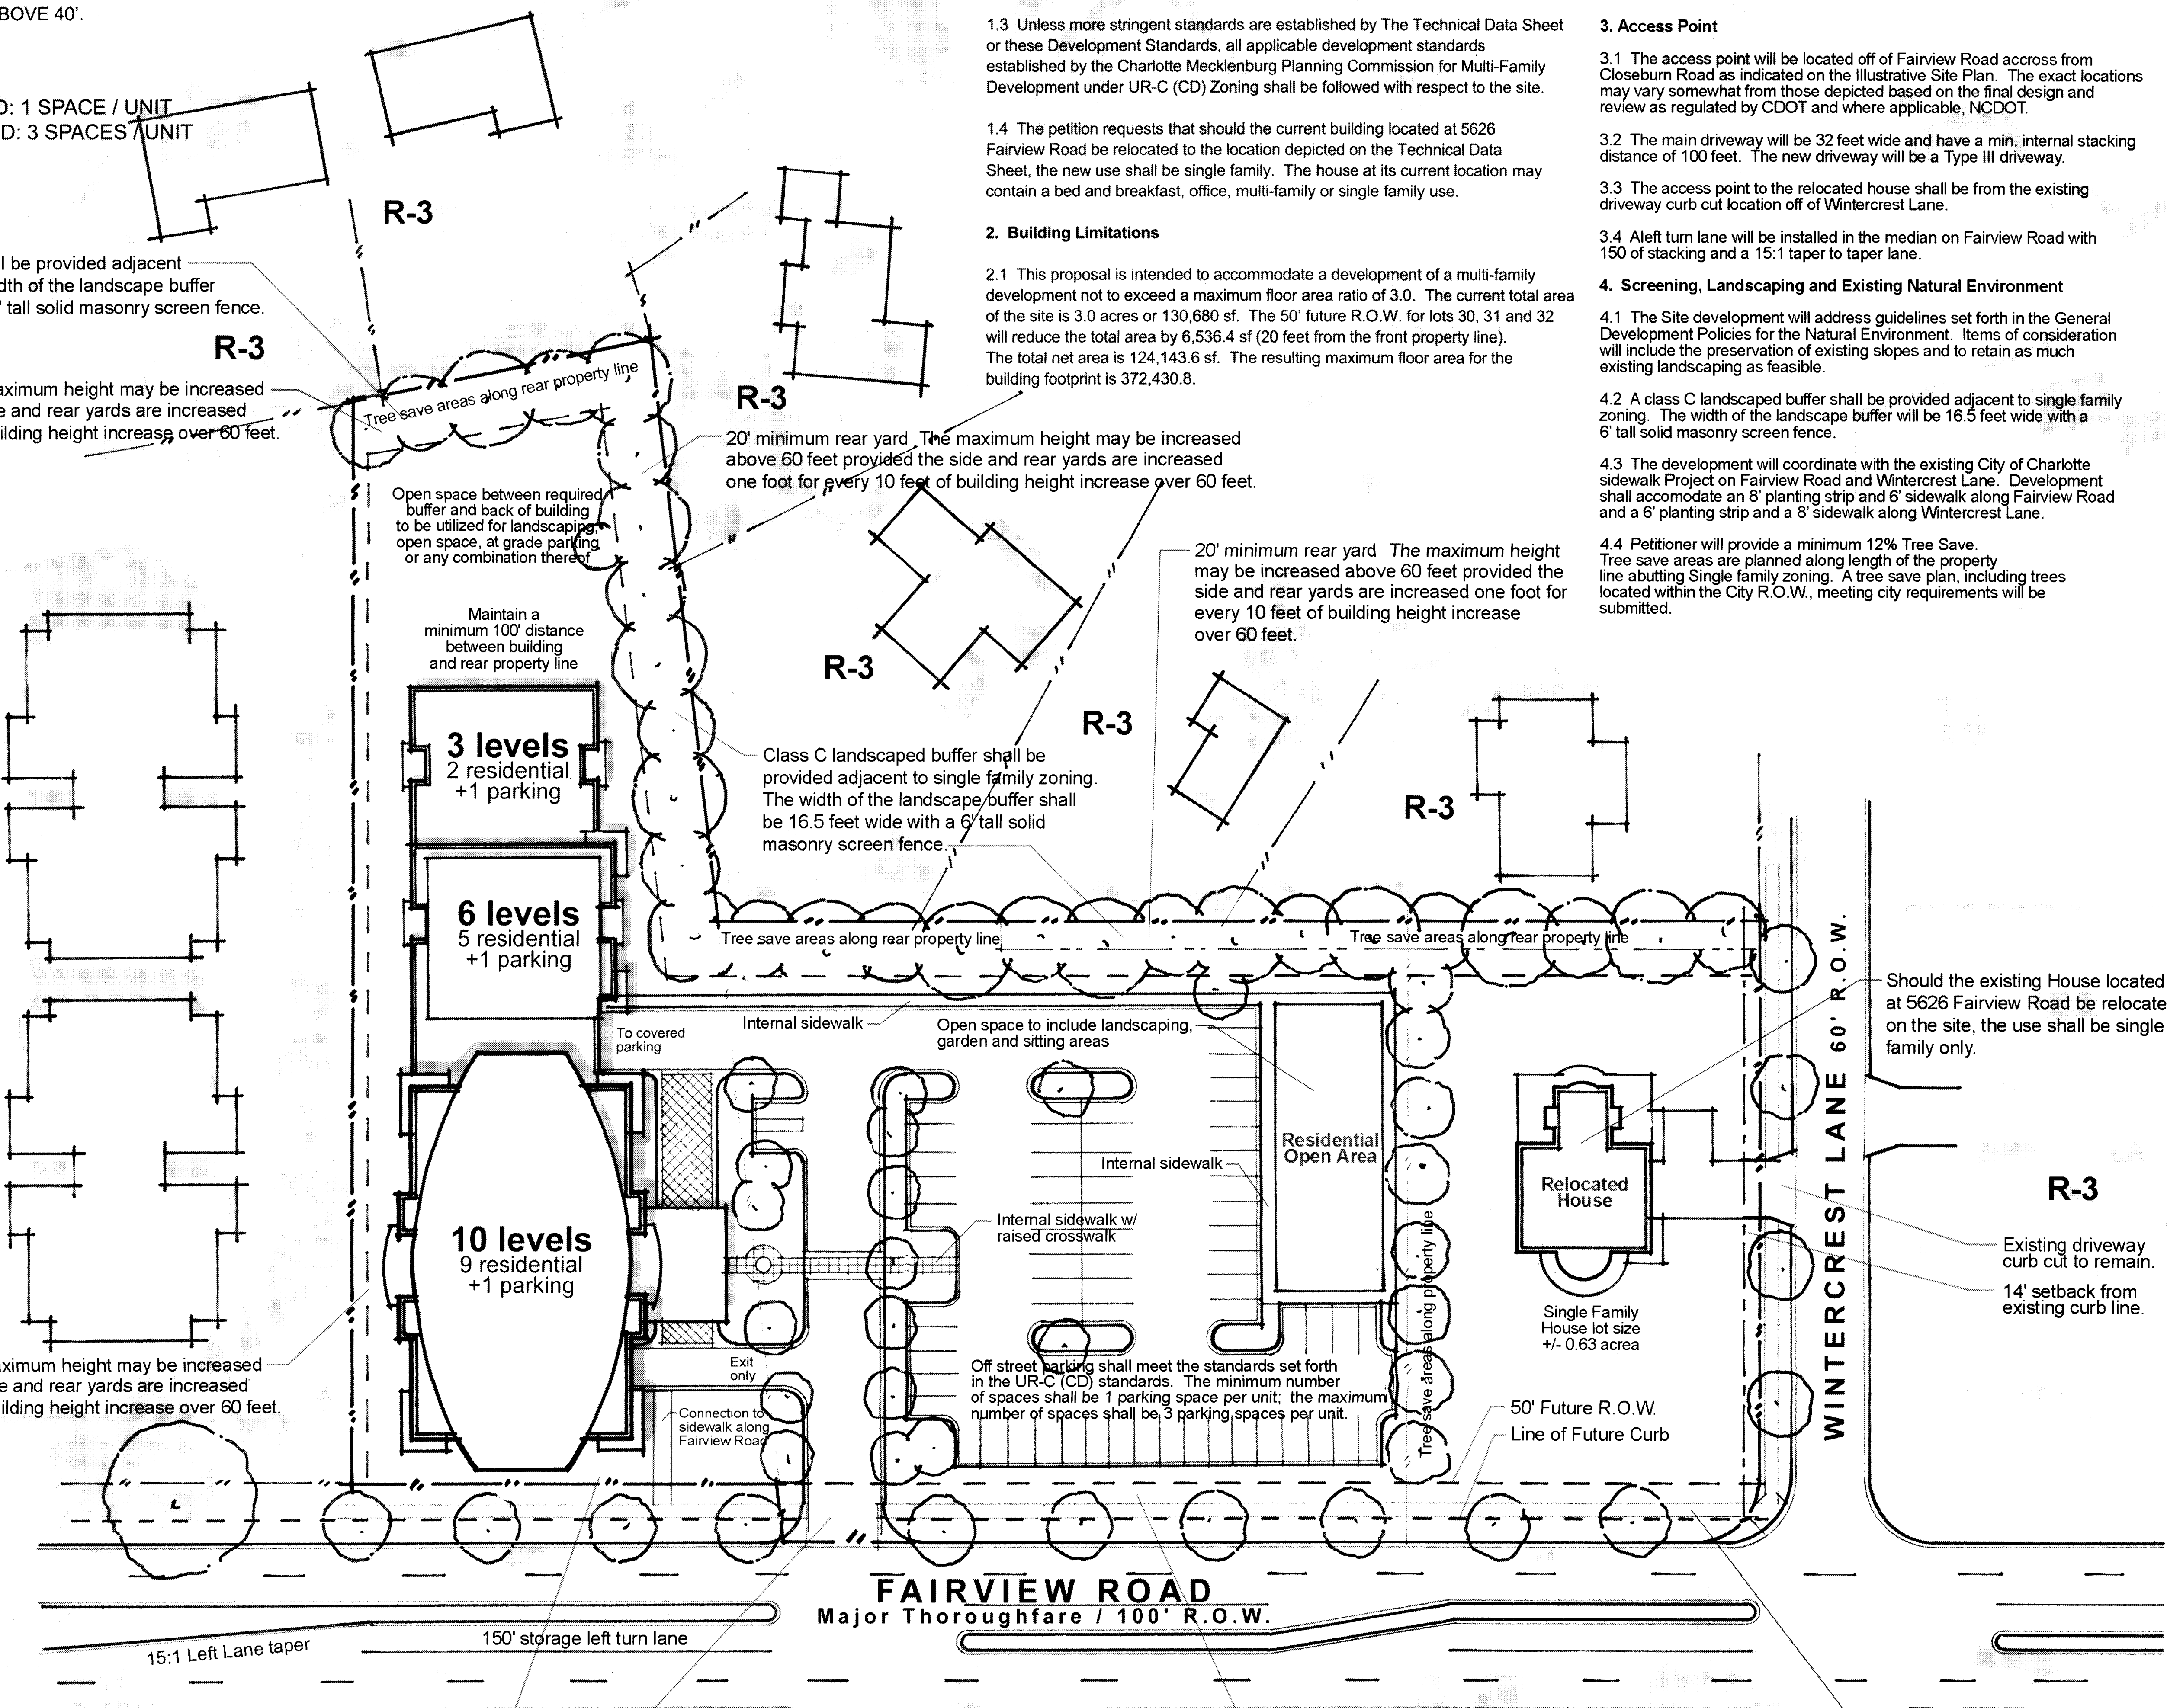 BOVE 40'.
D: 1 SPACE / UNIT
D: 3 SPACES / UNIT
1.3 Unless more stringent standards are established by The Technical Data Sheet
or these Development Standards, all applicable development standards
established by the Charlotte Mecklenburg Planning Commission for Multi-Family
Development under UR-C (CD) Zoning shall be followed with respect to the site.
1.4 The petition requests that should the current building located at 5626
Fairview Road be relocated to the location depicted on the Technical Data
Sheet, the new use shall be single family. The house at its current location may
contain a bed and breakfast, office, multi-family or single family use.
2. Building Limitations
2.1 This proposal is intended to accommodate a development of a multi-family
development not to exceed a maximum floor area ratio of 3.0. The current total area
of the site is 3.0 acres or 130,680 sf. The 50' future R.O.W. for lots 30, 31 and 32
will reduce the total area by 6,536.4 sf (20 feet from the front property line).
The total net area is 124,143.6 sf. The resulting maximum floor area for the
building footprint is 372,430.8.
3. Access Point
3.1 The access point will be located off of Fairview Road accross from
Closeburn Road as indicated on the Illustrative Site Plan. The exact locations
may vary somewhat from those depicted based on the final design and
review as regulated by CDOT and where applicable, NCDOT.
3.2 The main driveway will be 32 feet wide and have a min. internal stacking
distance of 100 feet. The new driveway will be a Type III driveway.
3.3 The access point to the relocated house shall be from the existing
driveway curb cut location off of Wintercrest Lane.
3.4 Aleft turn lane will be installed in the median on Fairview Road with
150 of stacking and a 15:1 taper to taper lane.
4. Screening, Landscaping and Existing Natural Environment
4.1 The Site development will address guidelines set forth in the General
Development Policies for the Natural Environment. Items of consideration
will include the preservation of existing slopes and to retain as much
existing landscaping as feasible.
4.2 A class C landscaped buffer shall be provided adjacent to single family
zoning. The width of the landscape buffer will be 16.5 feet wide with a
6' tall solid masonry screen fence.
4.3 The development will coordinate with the existing City of Charlotte
sidewalk Project on Fairview Road and Wintercrest Lane. Development
shall accomodate an 8' planting strip and 6' sidewalk along Fairview Road
and a 6' planting strip and a 8' sidewalk along Wintercrest Lane.
4.4 Petitioner will provide a minimum 12% Tree Save.
Tree save areas are planned along length of the property
line abutting Single family zoning. A tree save plan, including trees
located within the City R.O.W., meeting city requirements will be
submitted.
R-3
l be provided adjacent
dth of the landscape buffer
' tall solid masonry screen fence.
R-3
aximum height may be increased
e and rear yards are increased
ilding height increase over 60 feet.
Tree save areas along rear property line
R-3
20' minimum rear yard The maximum height may be increased
above 60 feet provided the side and rear yards are increased
one foot for every 10 feet of building height increase over 60 feet.
Open space between required
buffer and back of building
to be utilized for landscaping,
open space, at grade parking
or any combination thereof
20' minimum rear yard The maximum height
may be increased above 60 feet provided the
side and rear yards are increased one foot for
every 10 feet of building height increase
over 60 feet.
Maintain a
minimum 100' distance
between building
and rear property line
R-3
R-3
R-3
3 levels
2 residential
+1 parking
Class C landscaped buffer shall be
provided adjacent to single family zoning.
The width of the landscape buffer shall
be 16.5 feet wide with a 6' tall solid
masonry screen fence.
6 levels
5 residential
+1 parking
Tree save areas along rear property line
Tree save areas along rear property line
Should the existing House located
at 5626 Fairview Road be relocate
on the site, the use shall be single
family only.
Internal sidewalk
To covered
parking
Open space to include landscaping,
garden and sitting areas
Residential
Open Area
Internal sidewalk
Relocated
House
R-3
WINTERCREST LANE 60' R.O.W.
Internal sidewalk w/
raised crosswalk
10 levels
9 residential
+1 parking
Existing driveway
curb cut to remain.
14' setback from
existing curb line.
Single Family
House lot size
+/- 0.63 acrea
Tree save areas along property line
aximum height may be increased
e and rear yards are increased
ilding height increase over 60 feet.
Exit
only
Off street parking shall meet the standards set forth
in the UR-C (CD) standards. The minimum number
of spaces shall be 1 parking space per unit; the maximum
number of spaces shall be 3 parking spaces per unit.
Connection to
sidewalk along
Fairview Road
50' Future R.O.W.
Line of Future Curb
FAIRVIEW ROAD
Major Thoroughfare / 100' R.O.W.
15:1 Left Lane taper
150' storage left turn lane